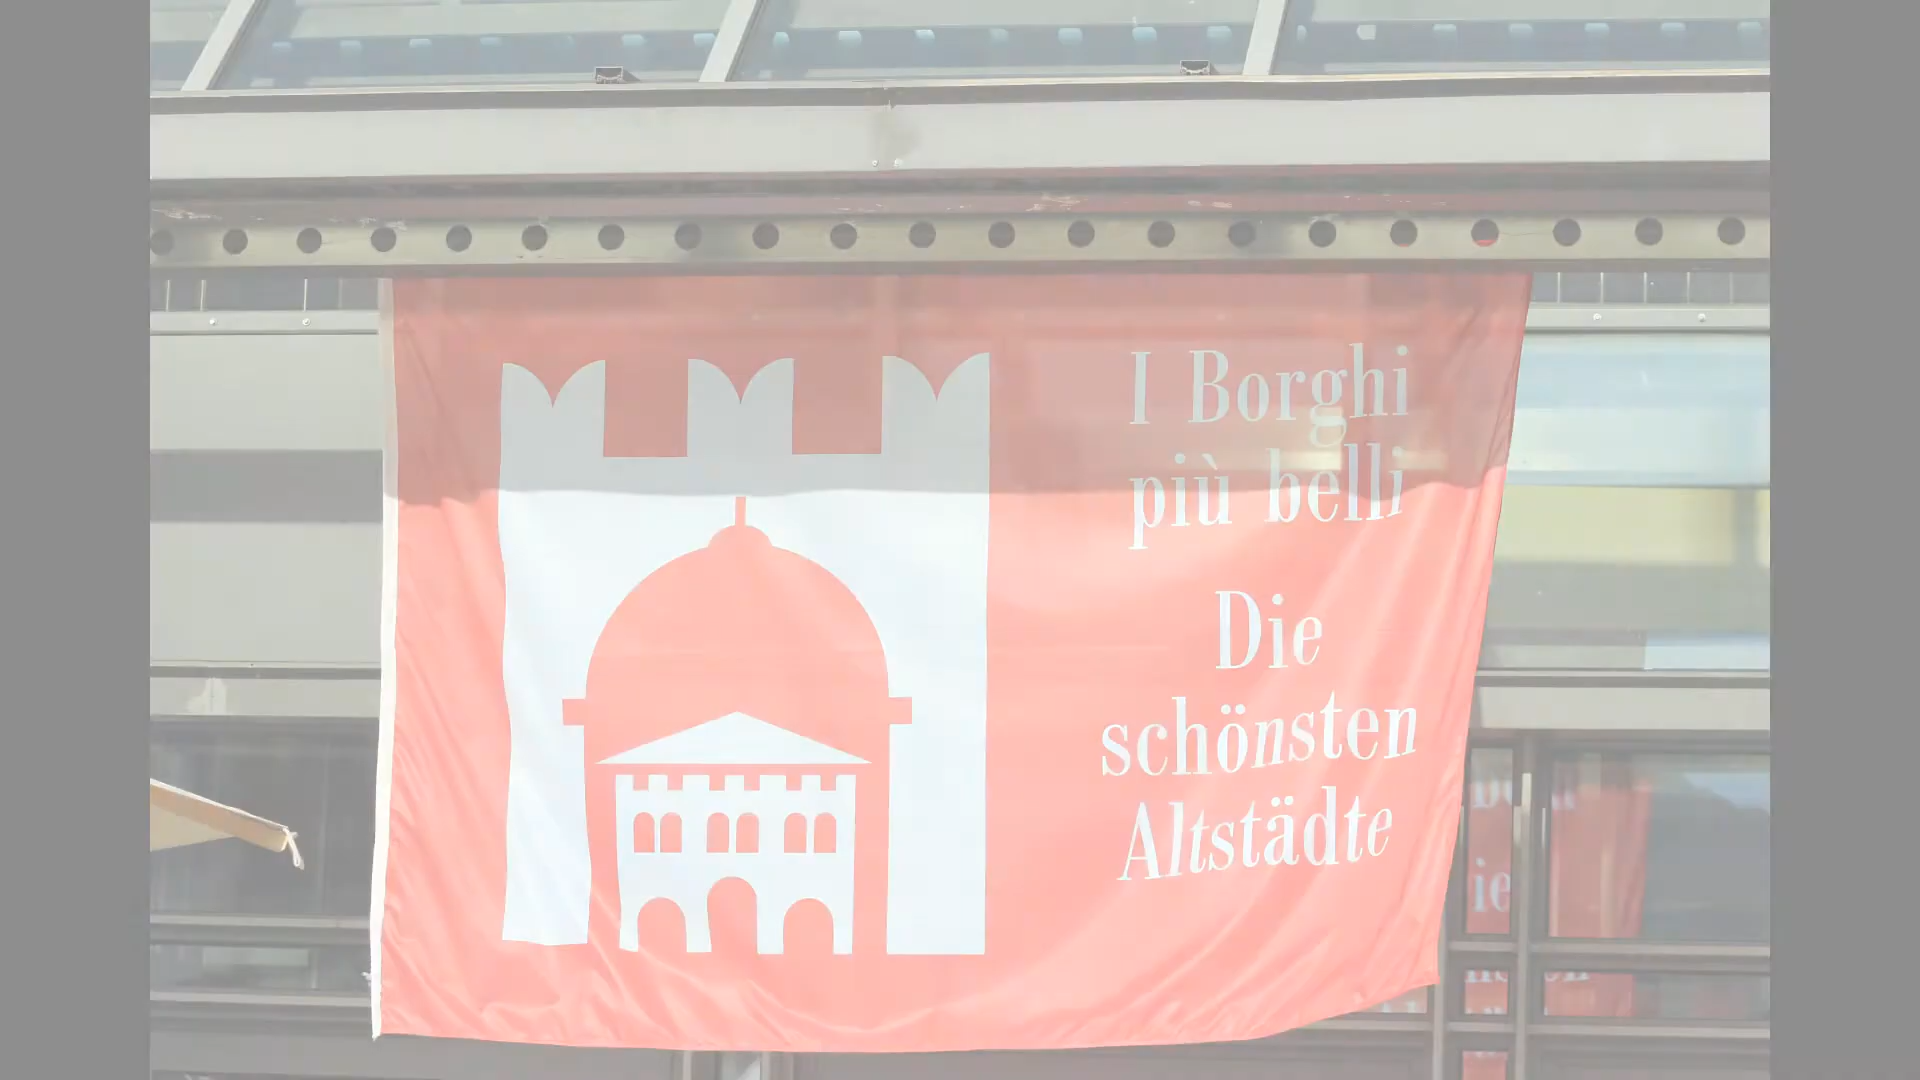 I Borghi
più belli
Die
schönsten
Altstädte